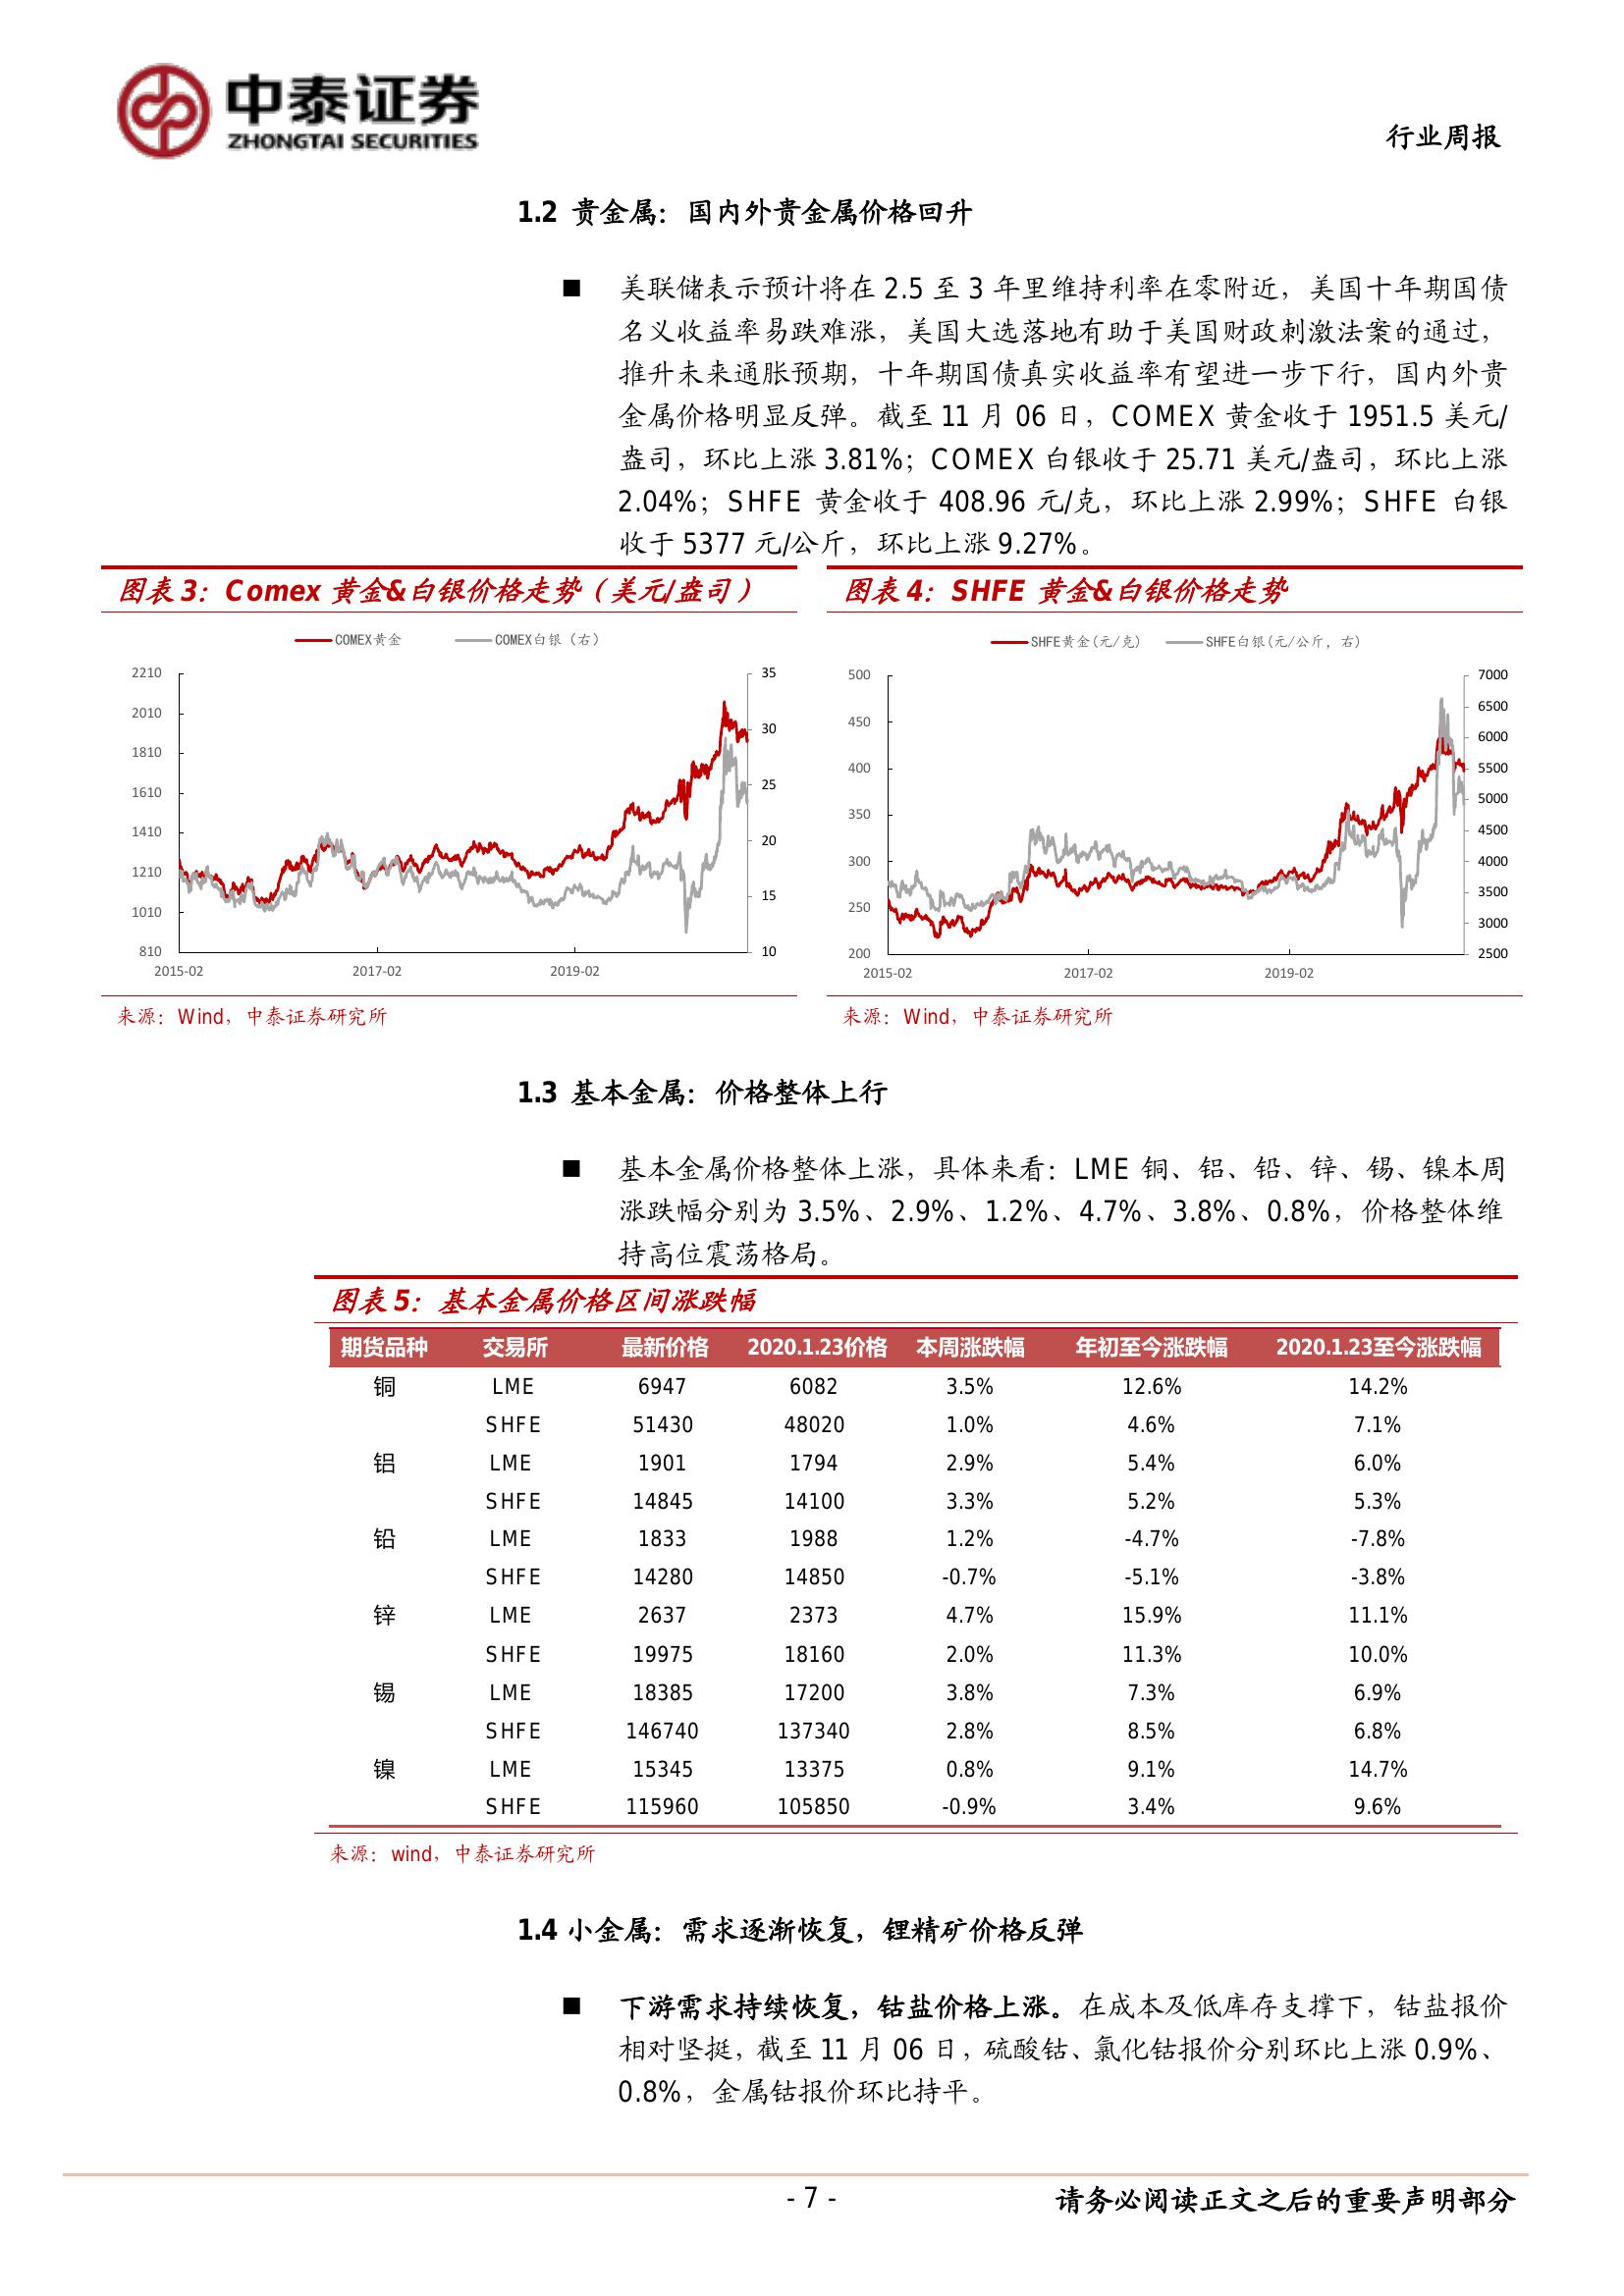 中泰证券
ZHONGTAI SECURITIES
行业周报
1.2 贵金属：国内外贵金属价格回升
■ 美联储表示预计将在 2.5 至 3 年里维持利率在零附近，美国十年期国债
名义收益率易跌难涨，美国大选落地有助于美国财政刺激法案的通过，
推升未来通胀预期，十年期国债真实收益率有望进一步下行，国内外贵
金属价格明显反弹。截至 11 月 06 日，COMEX 黄金收于 1951.5 美元/
盎司，环比上涨 3.81%；COMEX 白银收于 25.71 美元/盎司，环比上涨
2.04%；SHFE 黄金收于 408.96 元/克，环比上涨 2.99%；SHFE 白银
收于 5377 元/公斤，环比上涨 9.27%。
图表 3：Comex 黄金&白银价格走势（美元/盎司）
COMEX黄金 COMEX白银（右）
2210 35
2010
30
1810
1610 25
1410
20
1210
15
1010
810 10
2015-02 2017-02 2019-02
来源：Wind，中泰证券研究所
图表 4：SHFE 黄金&白银价格走势
SHFE黄金(元/克) SHFE白银(元/公斤，右)
500 7000
6500
450
6000
400 5500
5000
350
4500
300 4000
3500
250
3000
200 2500
2015-02 2017-02 2019-02
来源：Wind，中泰证券研究所
1.3 基本金属：价格整体上行
■ 基本金属价格整体上涨，具体来看：LME 铜、铝、铅、锌、锡、镍本周
涨跌幅分别为 3.5%、2.9%、1.2%、4.7%、3.8%、0.8%，价格整体维
持高位震荡格局。
图表 5：基本金属价格区间涨跌幅
期货品种 交易所 最新价格 2020.1.23价格 本周涨跌幅 年初至今涨跌幅 2020.1.23至今涨跌幅
铜 LME 6947 6082 3.5% 12.6% 14.2%
SHFE 51430 48020 1.0% 4.6% 7.1%
铝 LME 1901 1794 2.9% 5.4% 6.0%
SHFE 14845 14100 3.3% 5.2% 5.3%
铅 LME 1833 1988 1.2% -4.7% -7.8%
SHFE 14280 14850 -0.7% -5.1% -3.8%
锌 LME 2637 2373 4.7% 15.9% 11.1%
SHFE 19975 18160 2.0% 11.3% 10.0%
锡 LME 18385 17200 3.8% 7.3% 6.9%
SHFE 146740 137340 2.8% 8.5% 6.8%
镍 LME 15345 13375 0.8% 9.1% 14.7%
SHFE 115960 105850 -0.9% 3.4% 9.6%
来源：wind，中泰证券研究所
1.4 小金属：需求逐渐恢复，锂精矿价格反弹
■ 下游需求持续恢复，钴盐价格上涨。在成本及低库存支撑下，钴盐报价
相对坚挺，截至 11 月 06 日，硫酸钴、氯化钴报价分别环比上涨 0.9%、
0.8%，金属钴报价环比持平。
- 7 -
请务必阅读正文之后的重要声明部分